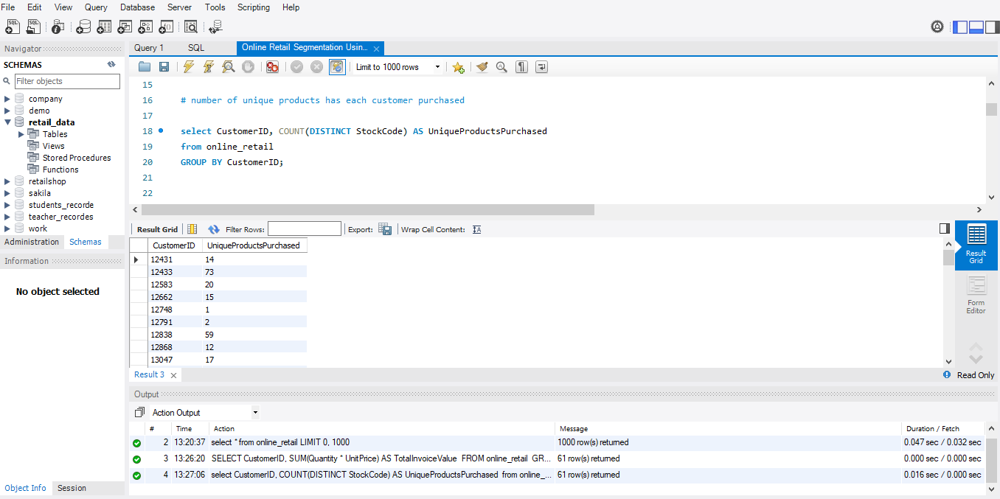 File Edit View Query Database Server Tools Scripting Help
Navigator
SCHEMAS
Filter objects
company
demo
retail_data
Tables
Views
Stored Procedures
Functions
retailshop
sakila
students_recorde
teacher_recordes
work
Administration Schemas
Information
No object selected
Object Info Session
Query 1 SQL Online Retail Segmentation Usin...
Limit to 1000 rows
15
16 # number of unique products has each customer purchased
17
18 select CustomerID, COUNT(DISTINCT StockCode) AS UniqueProductsPurchased
19 from online_retail
20 GROUP BY CustomerID;
21
22
Result Grid Filter Rows: Export: Wrap Cell Content:
CustomerID UniqueProductsPurchased
12431 14
12433 73
12583 20
12662 15
12748 1
12791 2
12838 59
12868 12
13047 17
Result Grid
Form Editor
Result 3
Read Only
Output
Action Output
# Time Action Message Duration / Fetch
2 13:20:37 select * from online_retail LIMIT 0, 1000 1000 row(s) returned 0.047 sec / 0.032 sec
3 13:26:20 SELECT CustomerID, SUM(Quantity * UnitPrice) AS TotalInvoiceValue FROM online_retail GR... 61 row(s) returned 0.000 sec / 0.000 sec
4 13:27:06 select CustomerID, COUNT(DISTINCT StockCode) AS UniqueProductsPurchased from online_... 61 row(s) returned 0.016 sec / 0.000 sec